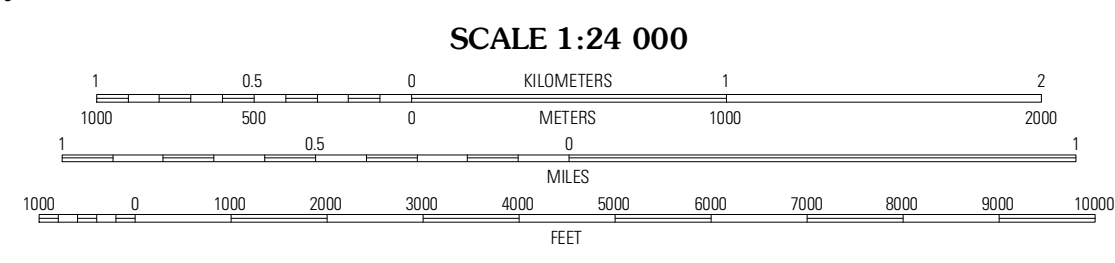 SCALE 1:24 000
1 0.5 0 KILOMETERS 1 2
1000 500 0 METERS 1000 2000
1 0.5 0 1
MILES
1000 0 1000 2000 3000 4000 5000 6000 7000 8000 9000 10000
FEET